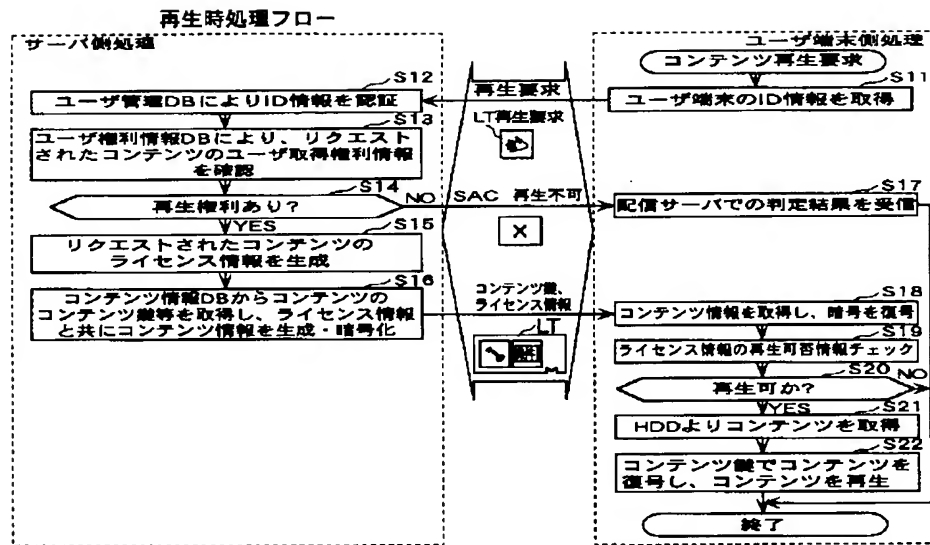 再生時処理フロー
サーバ側処理
ユーザ端末側処理
コンテンツ再生要求
S11
ユーザ端末のID情報を取得
再生要求
LT再生要求
S12
ユーザ管理DBによりID情報を認証
S13
ユーザ権利情報DBにより、リクエスト
されたコンテンツのユーザ取得権利情報
を確認
S14
再生権利あり?
NO
SAC 再生不可
×
S17
配信サーバでの判定結果を受信
YES
S15
リクエストされたコンテンツの
ライセンス情報を生成
S16
コンテンツ情報DBからコンテンツの
コンテンツ鍵等を取得し、ライセンス情報
と共にコンテンツ情報を生成・暗号化
コンテンツ鍵、
ライセンス情報
LT
S18
コンテンツ情報を取得し、暗号を復号
S19
ライセンス情報の再生可否情報チェック
S20
再生可か?
NO
YES
S21
HDDよりコンテンツを取得
S22
コンテンツ鍵でコンテンツを
復号し、コンテンツを再生
終了